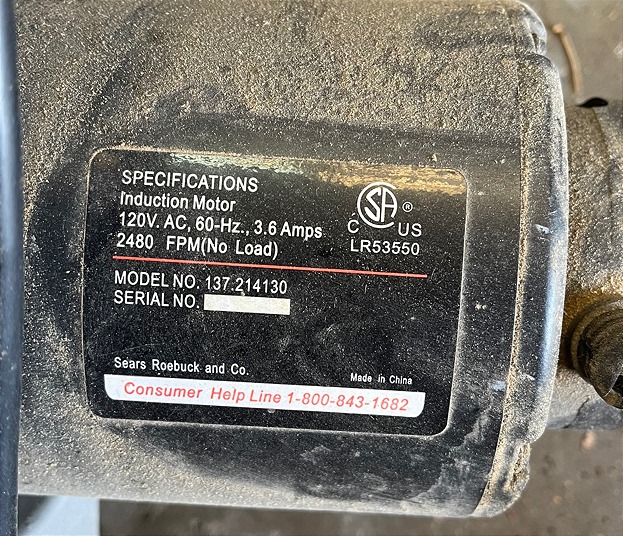 SPECIFICATIONS
Induction Motor
120V. AC, 60-Hz., 3.6 Amps
2480 FPM(No Load)
C SA ® US
LR53550
MODEL NO. 137.214130
SERIAL NO.
Sears Roebuck and Co.
Made in China
Consumer Help Line 1-800-843-1682